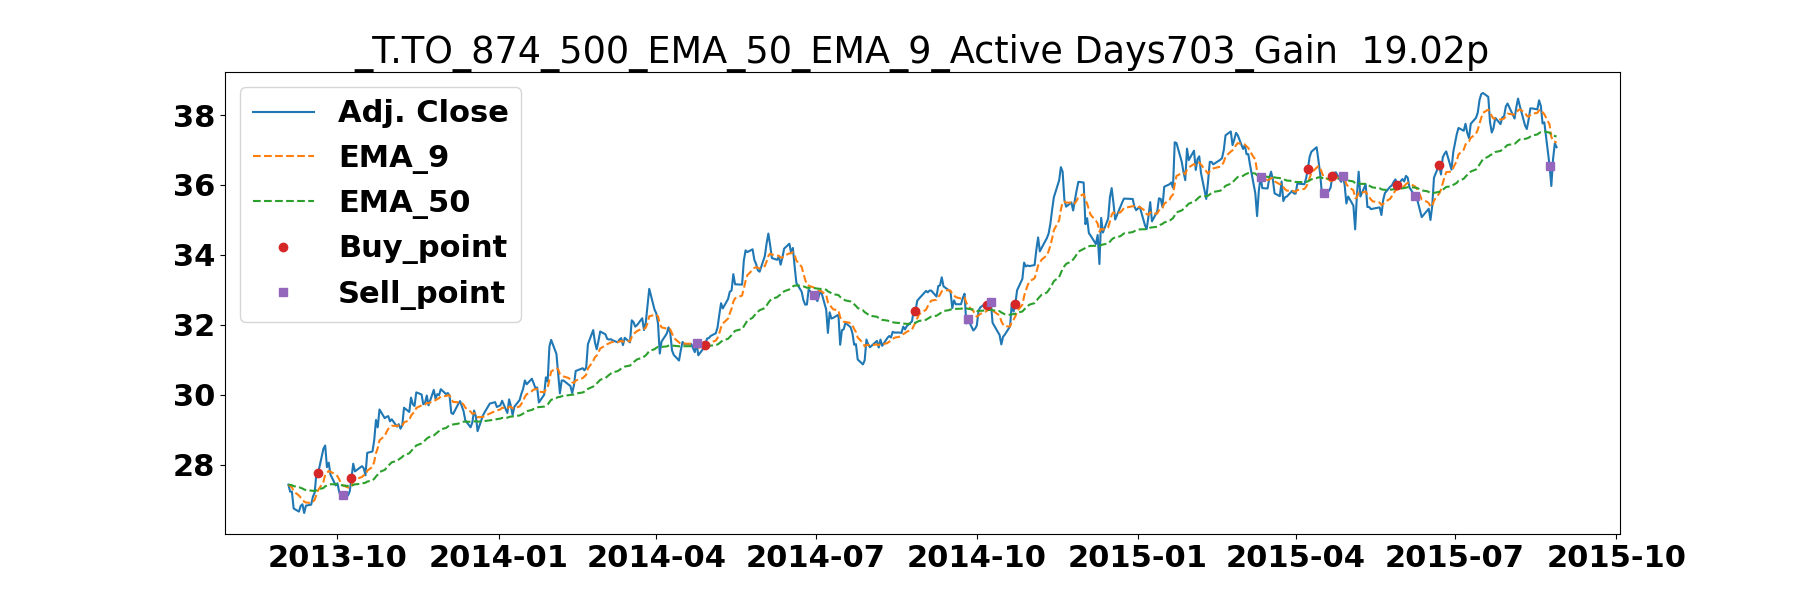 _T.TO_874_500_EMA_50_EMA_9_Active Days703_Gain  19.02p
Adj. Close
EMA_9
EMA_50
Buy_point
Sell_point
38
36
34
32
30
28
2013-10 2014-01 2014-04 2014-07 2014-10 2015-01 2015-04 2015-07 2015-10